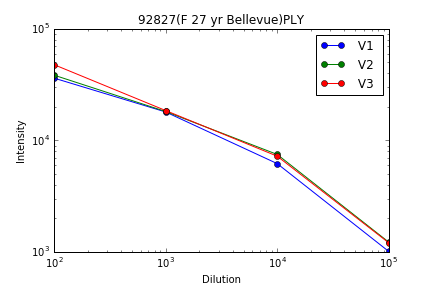 92827(F 27 yr Bellevue)PLY
10^5
10^4
10^3
Intensity
V1
V2
V3
10^2
10^3
10^4
10^5
Dilution